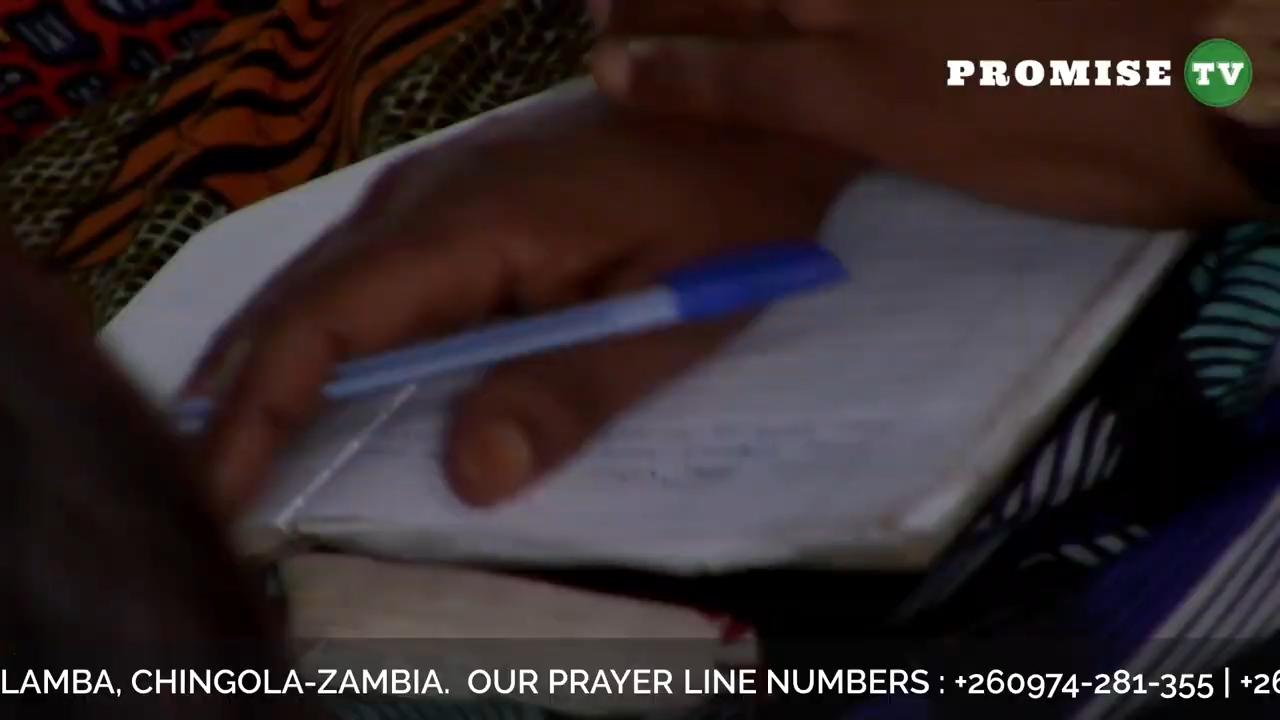 PROMISE TV
LAMBA, CHINGOLA-ZAMBIA. OUR PRAYER LINE NUMBERS : +260974-281-355 | +26